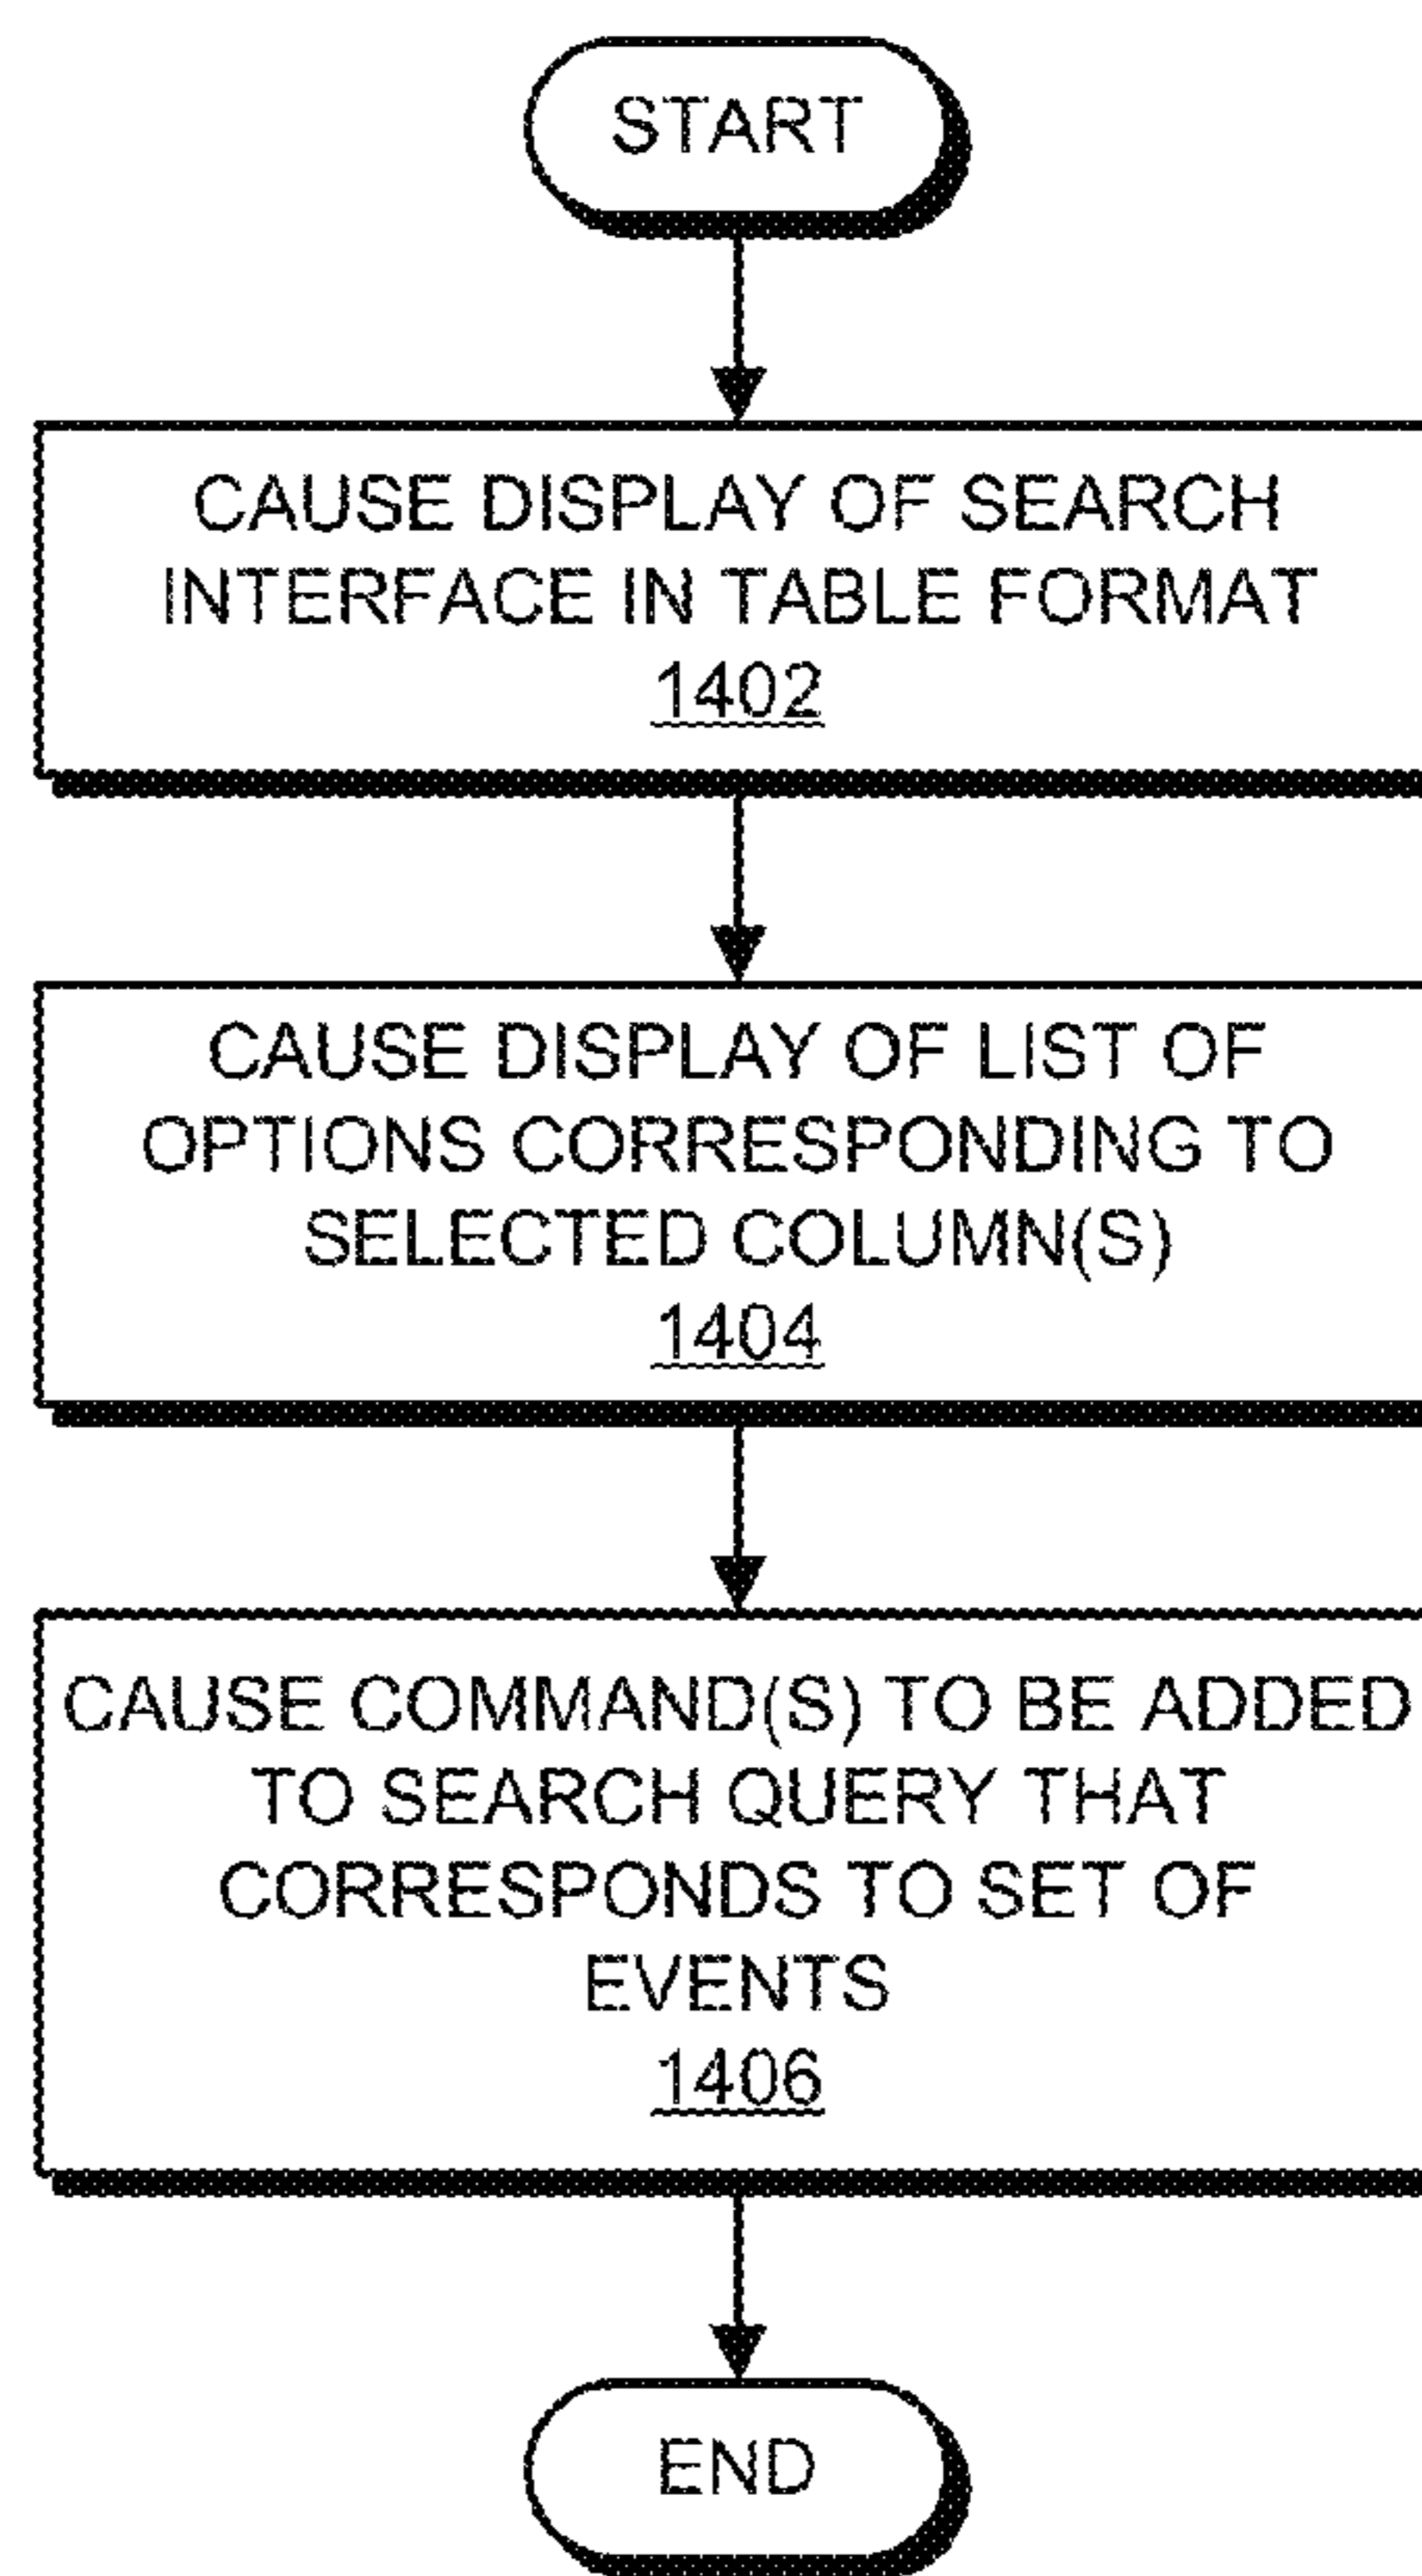 START
CAUSE DISPLAY OF SEARCH
INTERFACE IN TABLE FORMAT
1402
CAUSE DISPLAY OF LIST OF
OPTIONS CORRESPONDING TO
SELECTED COLUMN(S)
1404
CAUSE COMMAND(S) TO BE ADDED
TO SEARCH QUERY THAT
CORRESPONDS TO SET OF
EVENTS
1406
END